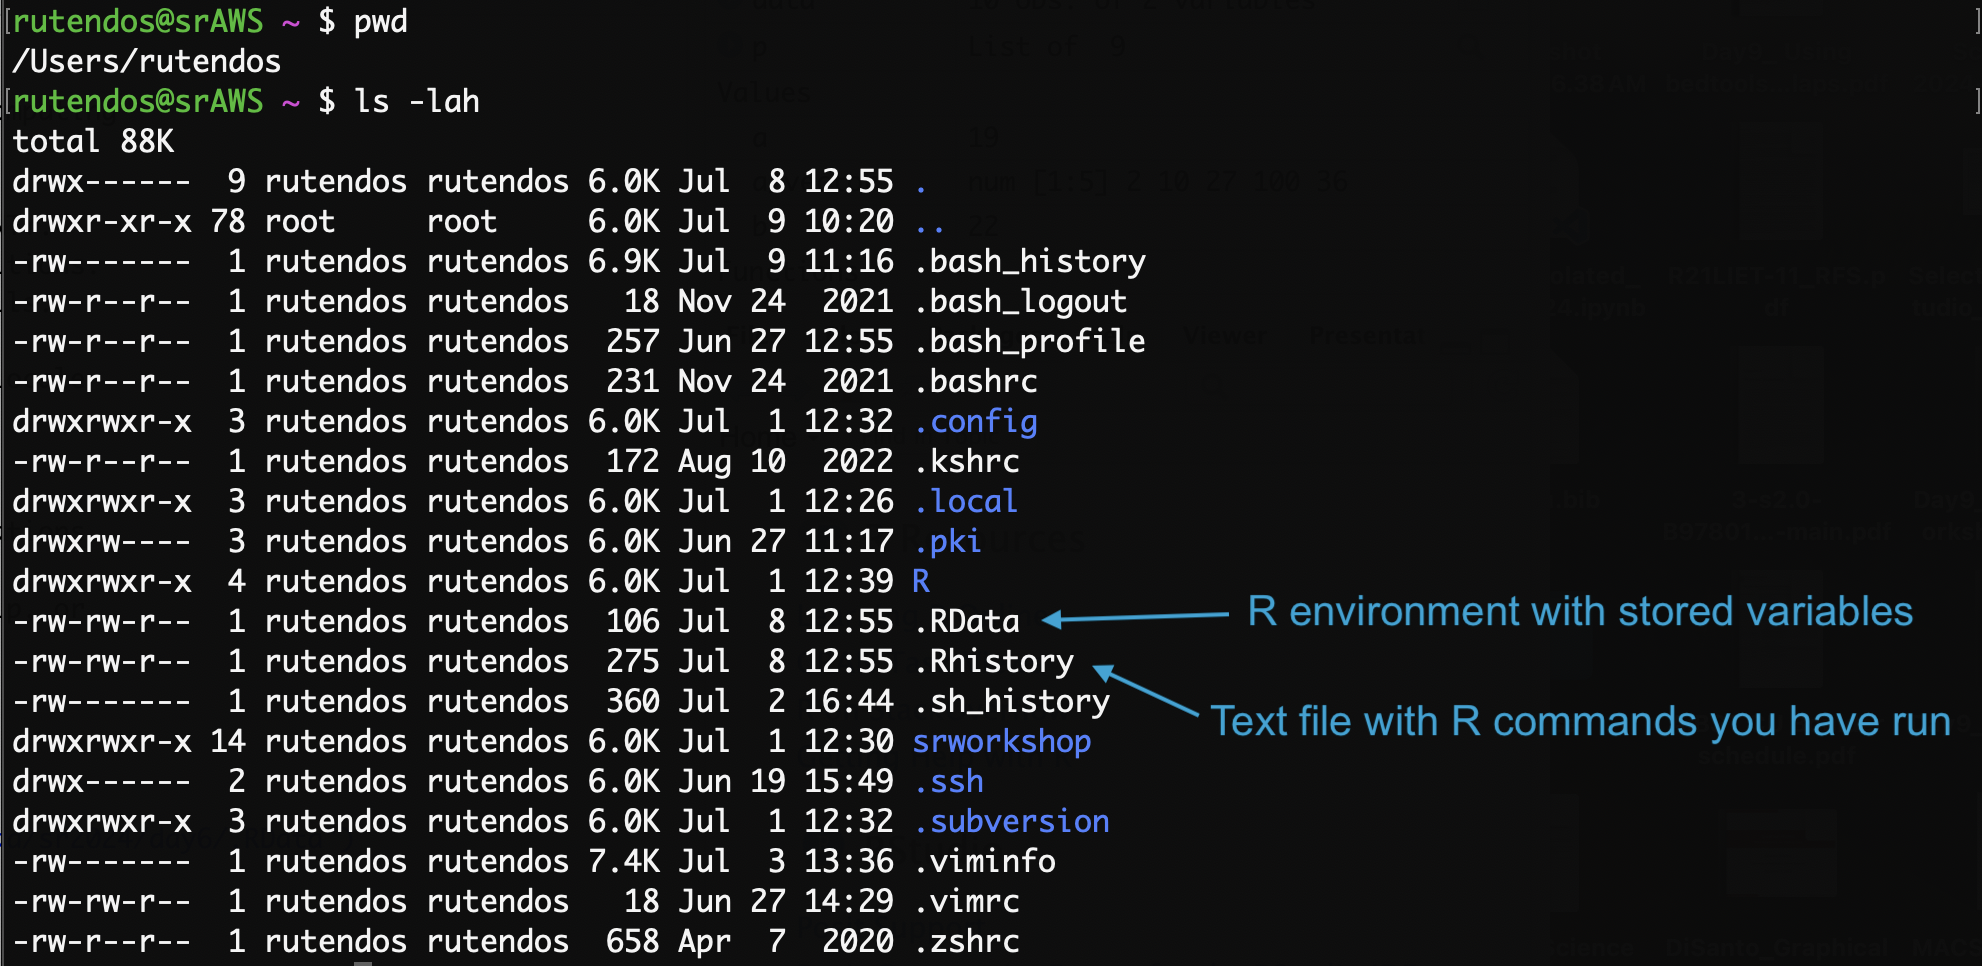 [rutendos@srAWS ~ $ pwd ]
/Users/rutendos
[rutendos@srAWS ~ $ ls -lah ]
total 88K
drwx------  9 rutendos rutendos 6.0K Jul  8 12:55 .
drwxr-xr-x 78 root     root     6.0K Jul  9 10:20 ..
-rw-------  1 rutendos rutendos 6.9K Jul  9 11:16 .bash_history
-rw-r--r--  1 rutendos rutendos   18 Nov 24  2021 .bash_logout
-rw-r--r--  1 rutendos rutendos  257 Jun 27 12:55 .bash_profile
-rw-r--r--  1 rutendos rutendos  231 Nov 24  2021 .bashrc
drwxrwxr-x  3 rutendos rutendos 6.0K Jul  1 12:32 .config
-rw-r--r--  1 rutendos rutendos  172 Aug 10  2022 .kshrc
drwxrwxr-x  3 rutendos rutendos 6.0K Jul  1 12:26 .local
drwxrw----  3 rutendos rutendos 6.0K Jun 27 11:17 .pki
drwxrwxr-x  4 rutendos rutendos 6.0K Jul  1 12:39 R
-rw-rw-r--  1 rutendos rutendos  106 Jul  8 12:55 .RData R environment with stored variables
-rw-rw-r--  1 rutendos rutendos  275 Jul  8 12:55 .Rhistory
-rw-------  1 rutendos rutendos  360 Jul  2 16:44 .sh_history Text file with R commands you have run
drwxrwxr-x 14 rutendos rutendos 6.0K Jul  1 12:30 srworkshop
drwx------  2 rutendos rutendos 6.0K Jun 19 15:49 .ssh
drwxrwxr-x  3 rutendos rutendos 6.0K Jul  1 12:32 .subversion
-rw-------  1 rutendos rutendos 7.4K Jul  3 13:36 .viminfo
-rw-rw-r--  1 rutendos rutendos   18 Jun 27 14:29 .vimrc
-rw-r--r--  1 rutendos rutendos  658 Apr  7  2020 .zshrc